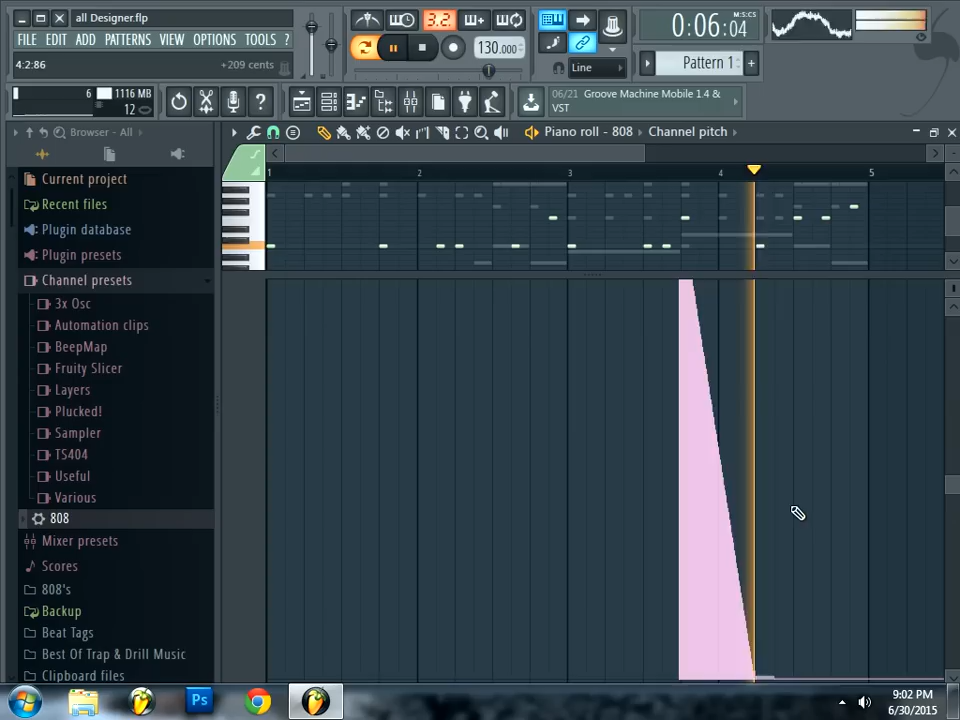 all Designer.flp
FILE EDIT ADD PATTERNS VIEW OPTIONS TOOLS ?
4:2:86 +209 cents
3.2
130.000
Line
0:06:04 M:S:CS
Pattern 1
6 1116 MB
12
06/21 Groove Machine Mobile 1.4 &
VST
Browser - All
Piano roll - 808 Channel pitch
1 2 3 4 5
Current project
Recent files
Plugin database
Plugin presets
Channel presets
3x Osc
Automation clips
BeepMap
Fruity Slicer
Layers
Plucked!
Sampler
TS404
Useful
Various
808
Mixer presets
Scores
808's
Backup
Beat Tags
Best Of Trap & Drill Music
Clipboard files
Ps
9:02 PM
6/30/2015